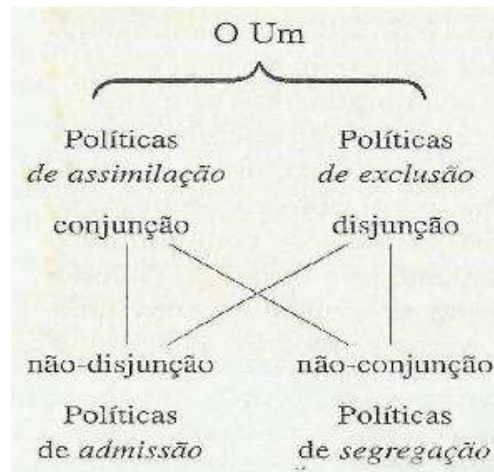 O Um
Políticas Políticas
de assimilação de exclusão
conjunção disjunção
não-disjunção não-conjunção
Políticas Políticas
de admissão de segregação